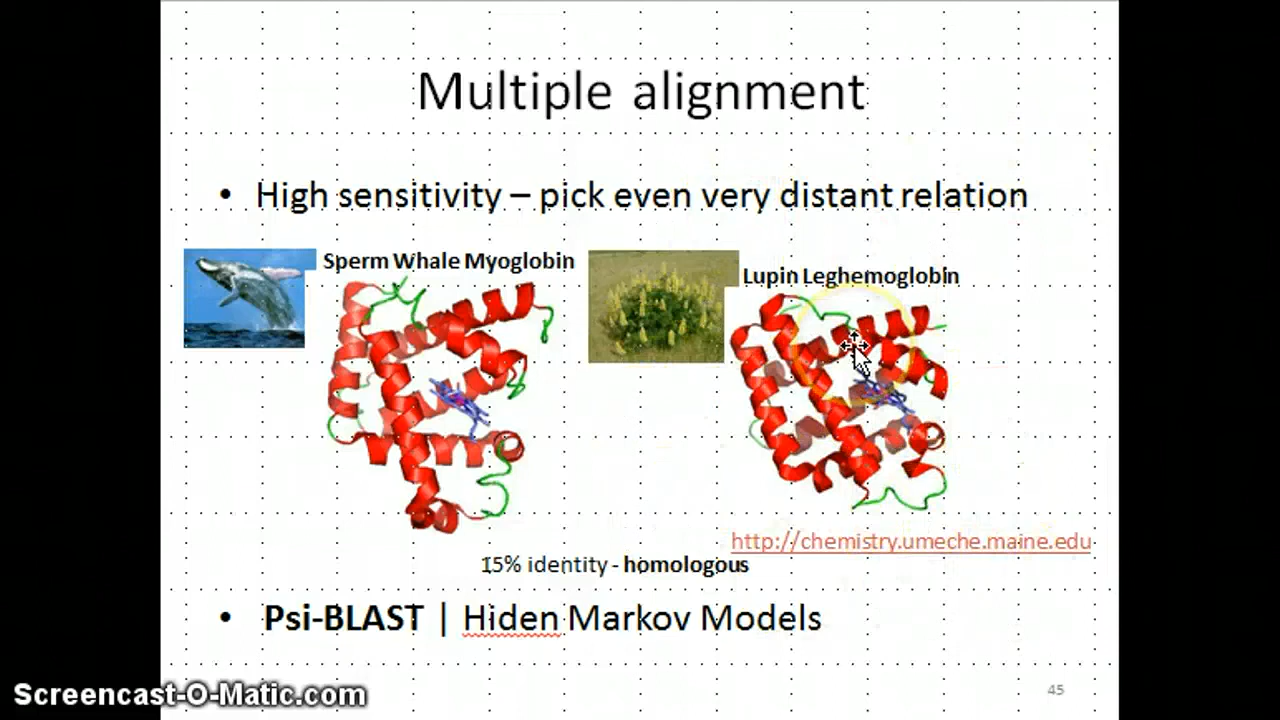 Multiple alignment
• High sensitivity – pick even very distant relation
Sperm Whale Myoglobin
Lupin Leghemoglobin
http://chemistry.umeche.maine.edu
15% identity - homologous
• Psi-BLAST | Hiden Markov Models
Screencast-O-Matic.com
45